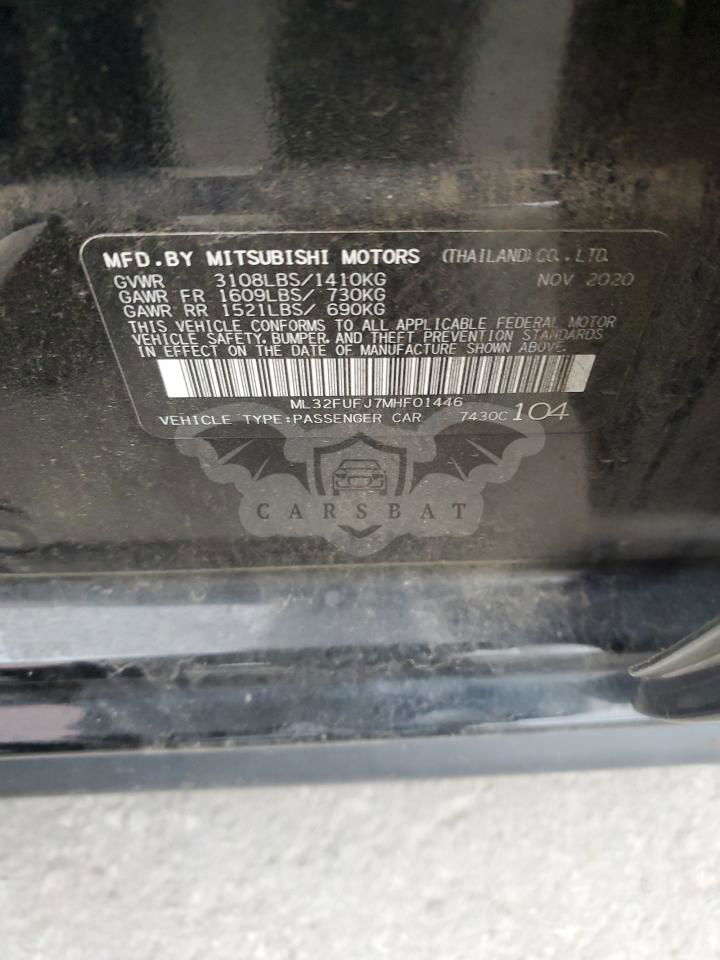 MFD.BY MITSUBISHI MOTORS (THAILAND) CO., LTD.
GVWR 3108LBS/1410KG NOV 2020
GAWR FR 1609LBS/ 730KG
GAWR RR 1521LBS/ 690KG
THIS VEHICLE CONFORMS TO ALL APPLICABLE FEDERAL MOTOR
VEHICLE SAFETY, BUMPER, AND THEFT PREVENTION STANDARDS
IN EFFECT ON THE DATE OF MANUFACTURE SHOWN ABOVE.
ML32FUFJ7MHF01446
VEHICLE TYPE:PASSENGER CAR 7430C 104
CARSBAT